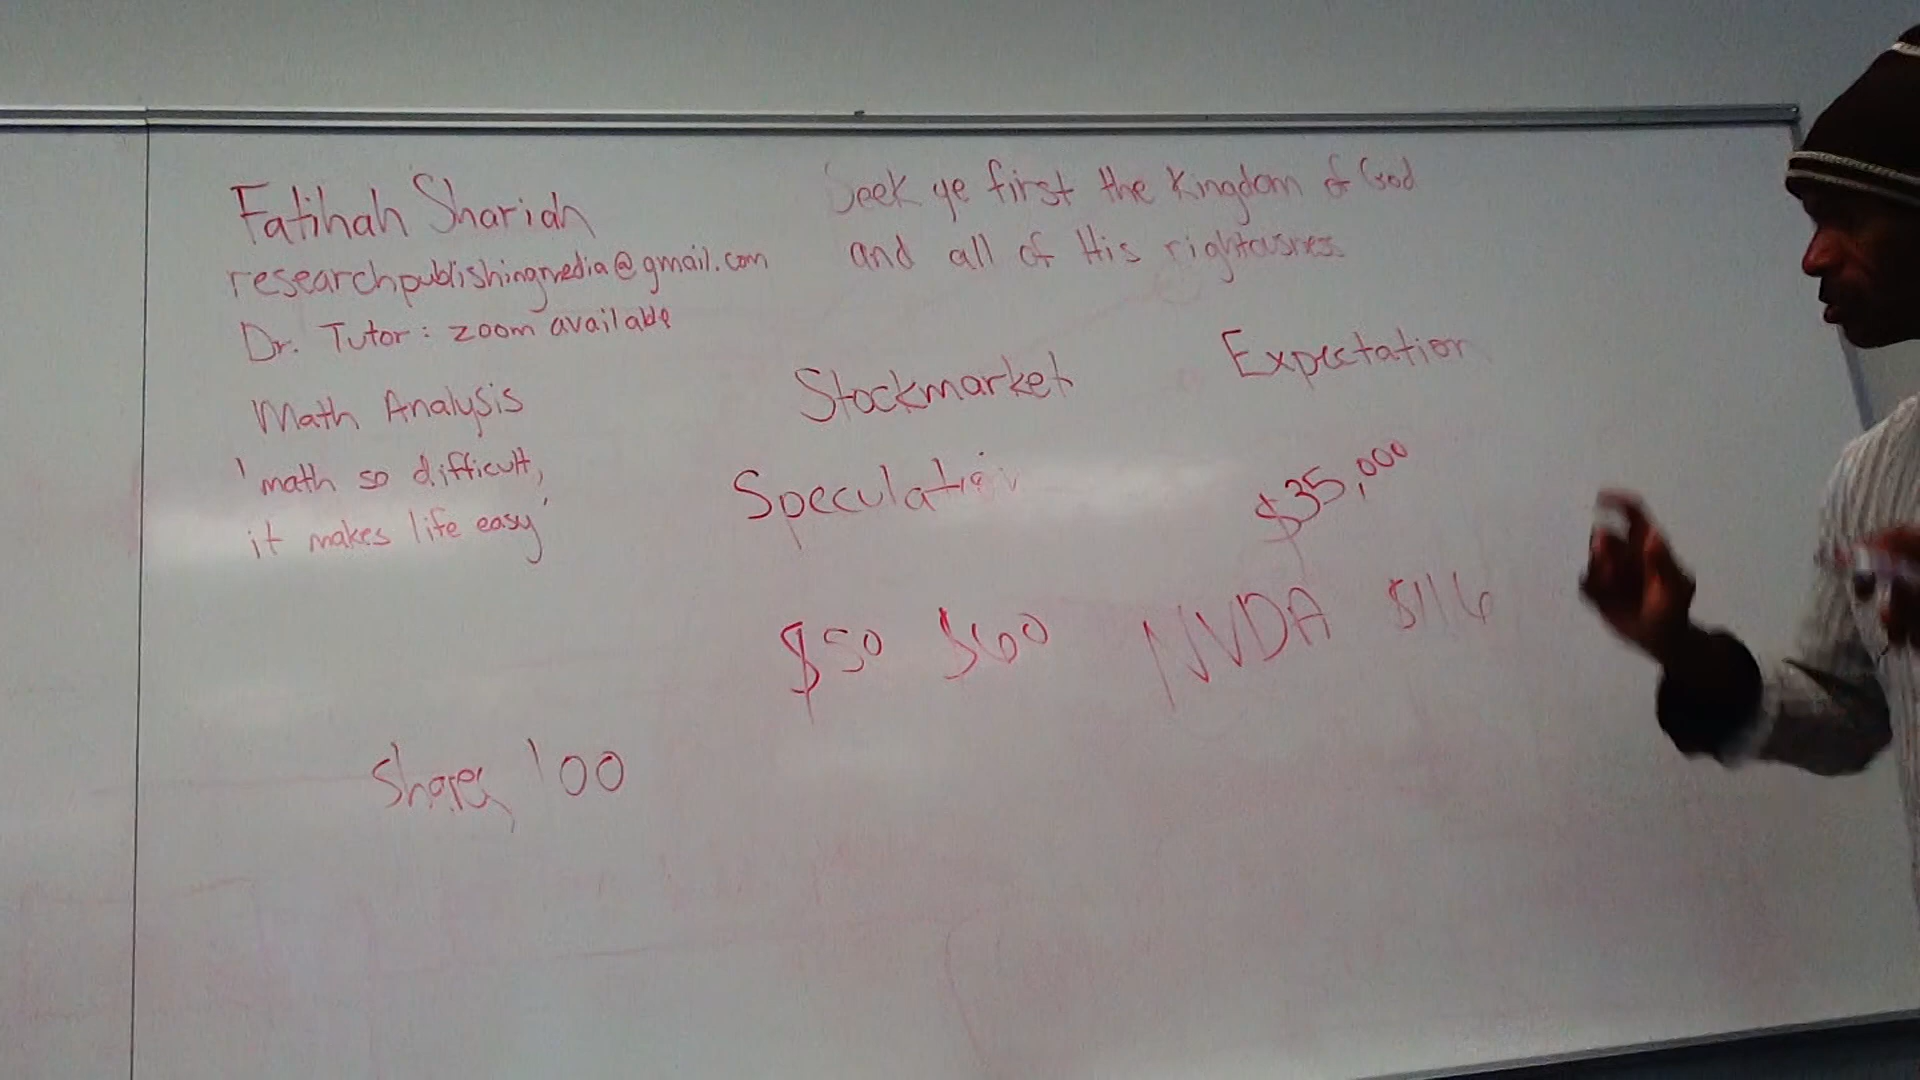 Fatihah Shariah
researchpublishingmedia@gmail.com
Dr. Tutor: zoom available
Math Analysis
'math so difficult,
it makes life easy'
Seek ye first the Kingdom of God
and all of His rightousness
Stockmarket
Expectation
Speculation
$35,000
$50 $60 NVDA $116
Shares 100